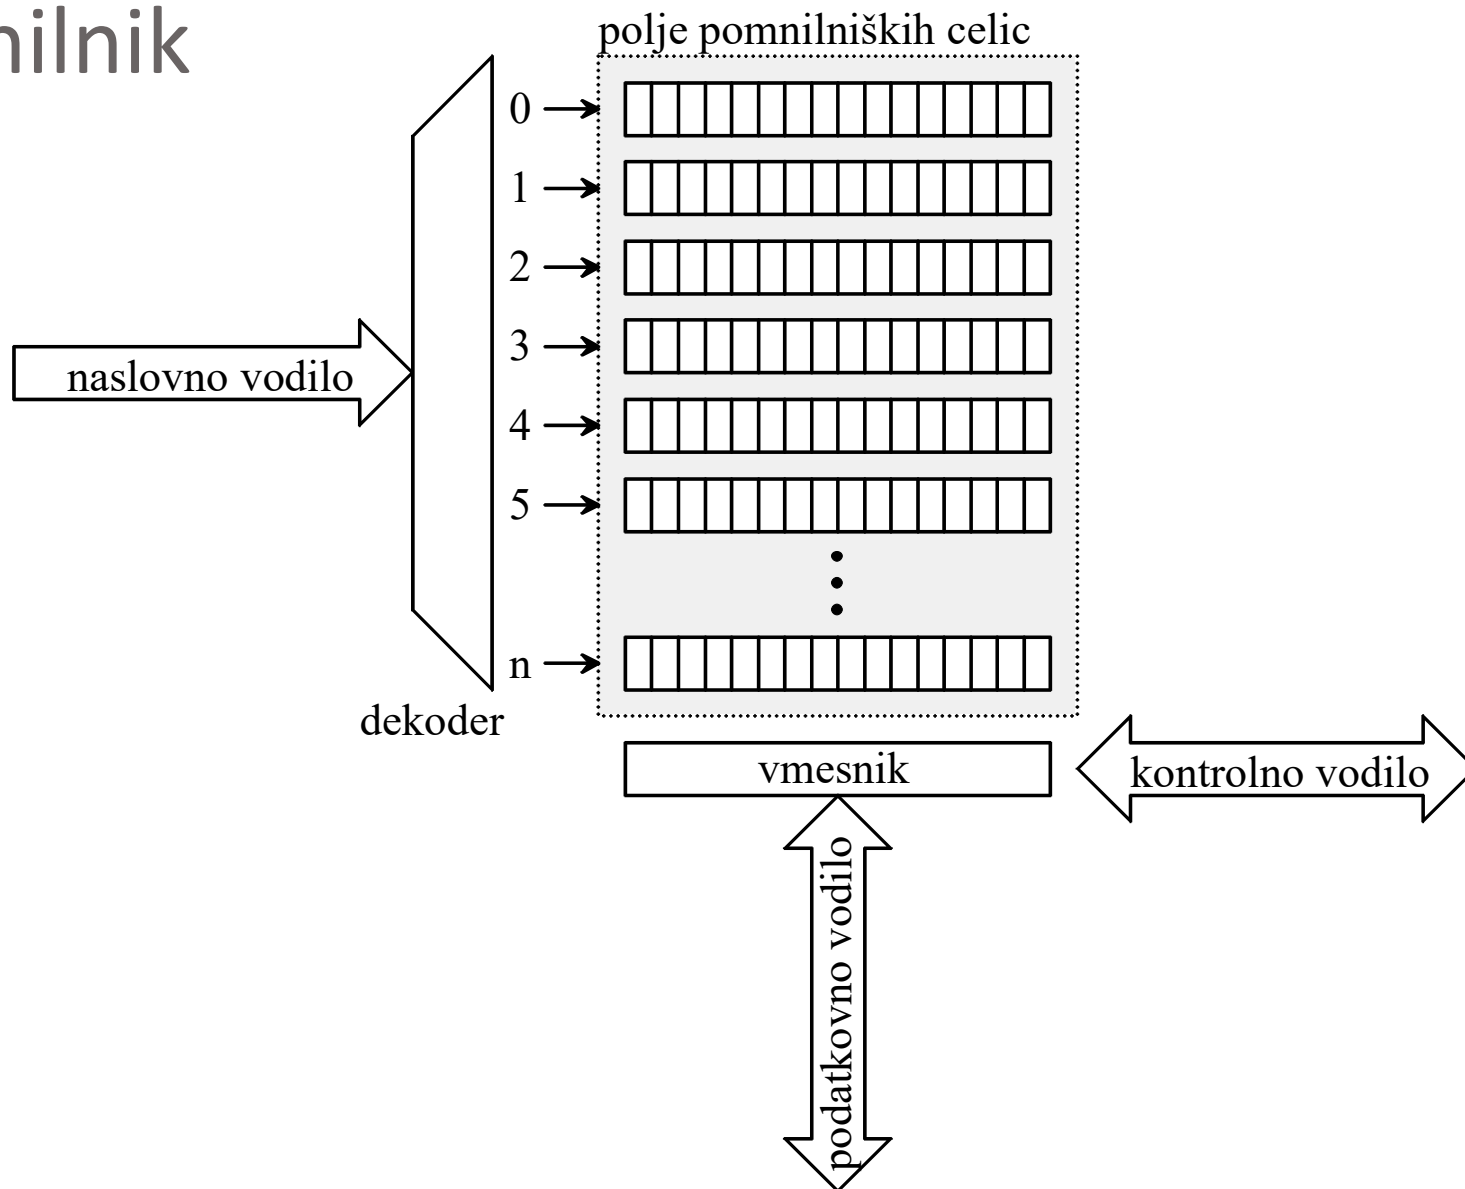 nilnik
polje pomnilniških celic
0
1
2
3
naslovno vodilo
4
5
n
dekoder
vmesnik
kontrolno vodilo
podatkovno vodilo